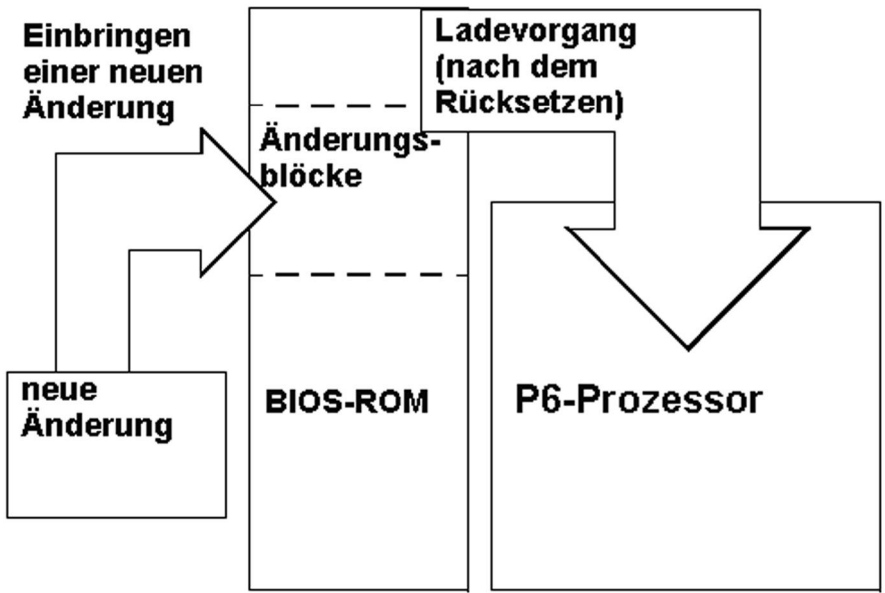 Einbringen
einer neuen
Änderung
Ladevorgang
(nach dem
Rücksetzen)
Änderungs-
blöcke
neue
Änderung
BIOS-ROM
P6-Prozessor